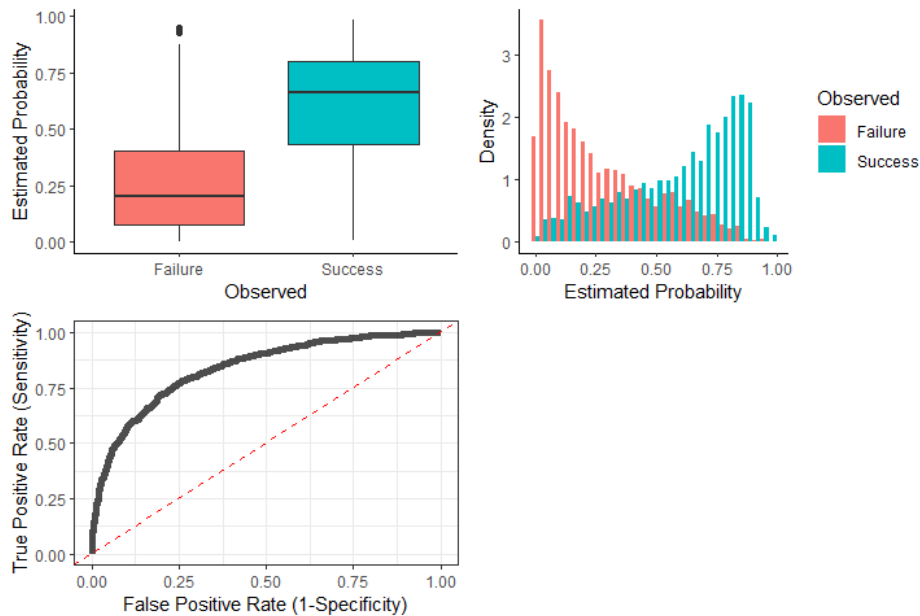 Estimated Probability
1.00
0.75
0.50
0.25
0.00
Failure
Success
Observed
Density
3
2
1
0
0.00
0.25
0.50
0.75
1.00
Estimated Probability
Observed
Failure
Success
True Positive Rate (Sensitivity)
1.00
0.75
0.50
0.25
0.00
0.00
0.25
0.50
0.75
1.00
False Positive Rate (1-Specificity)